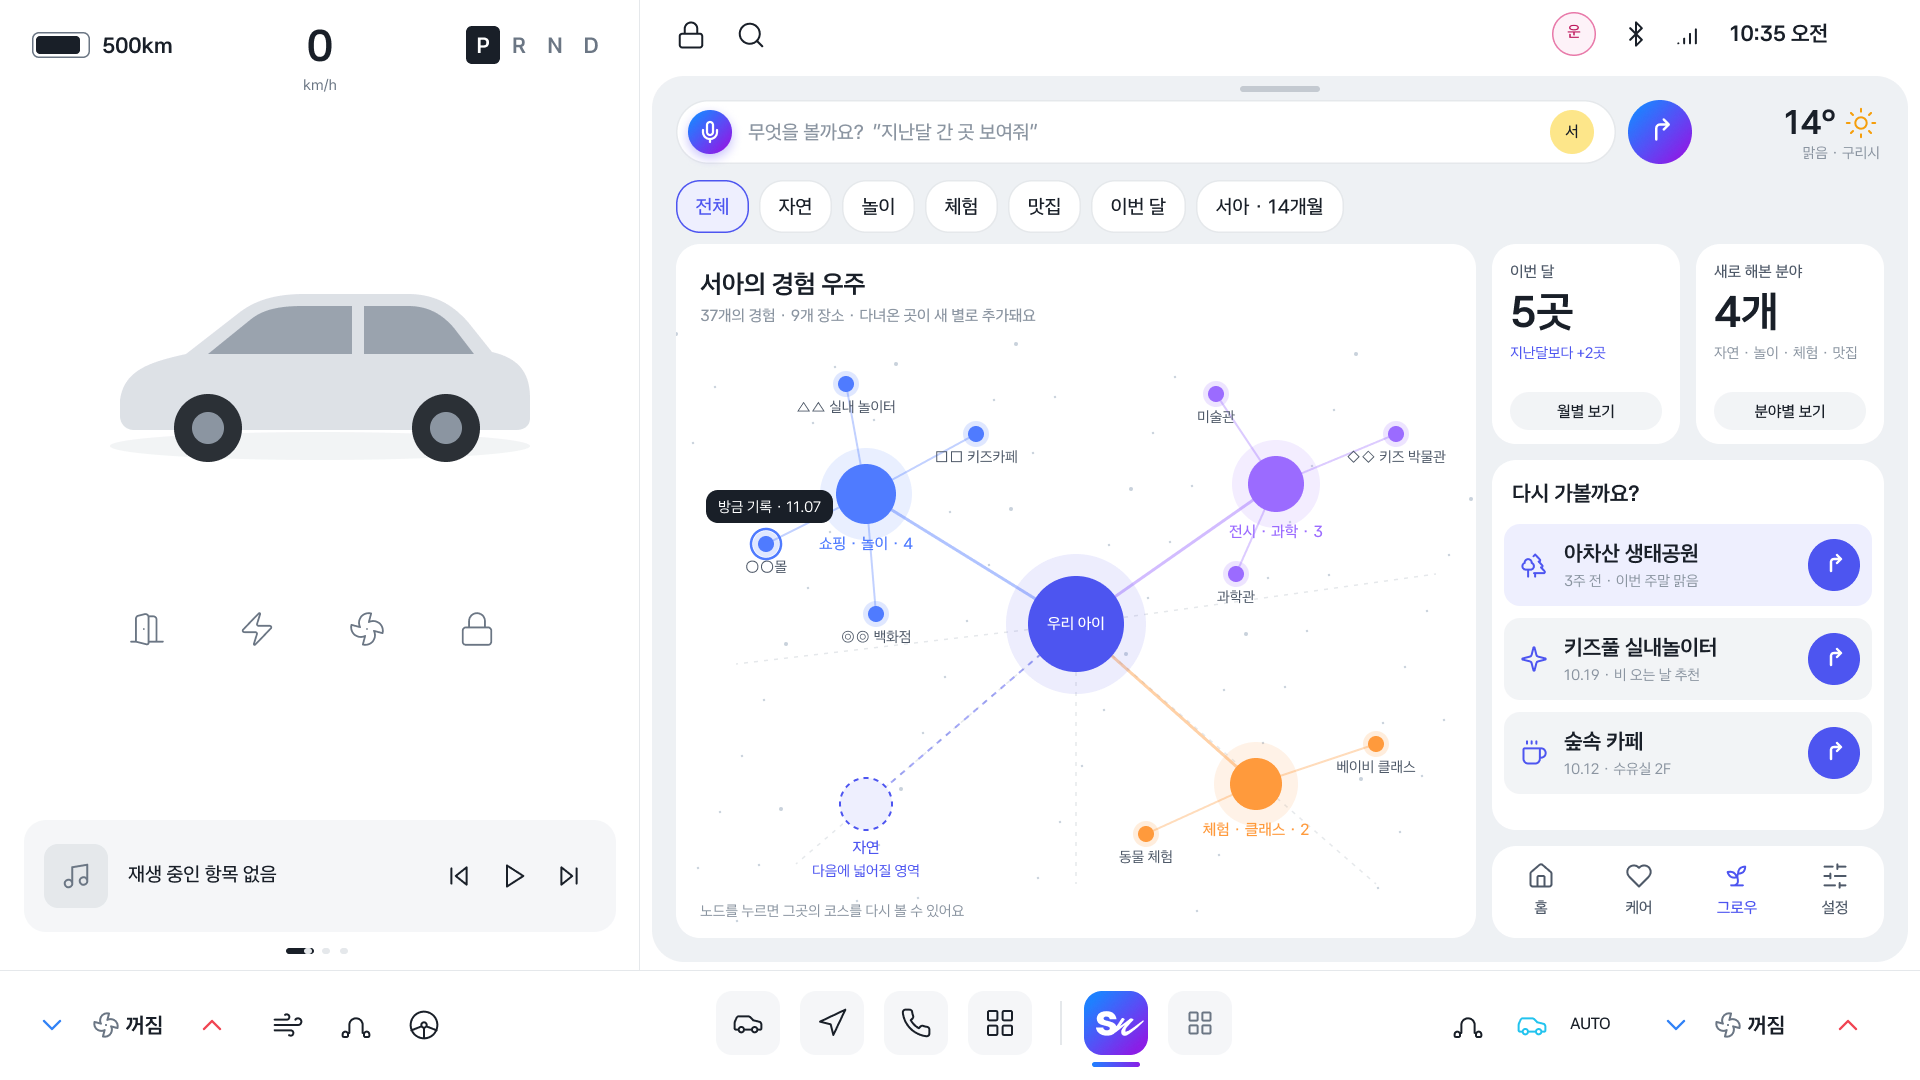 500km
0
km/h
P R N D
운
10:35 오전
무엇을 볼까요? "지난달 간 곳 보여줘"
서
14°
맑음 · 구리시
전체
자연
놀이
체험
맛집
이번 달
서아 · 14개월
서아의 경험 우주
37개의 경험 · 9개 장소 · 다녀온 곳이 새 별로 추가돼요
△△ 실내 놀이터
□□ 키즈카페
방금 기록 · 11.07
쇼핑 · 놀이 · 4
○○몰
◎◎ 백화점
미술관
◇◇ 키즈 박물관
전시 · 과학 · 3
과학관
우리 아이
베이비 클래스
체험 · 클래스 · 2
동물 체험
자연
다음에 넓어질 영역
노드를 누르면 그곳의 코스를 다시 볼 수 있어요
이번 달
5곳
지난달보다 +2곳
월별 보기
새로 해본 분야
4개
자연 · 놀이 · 체험 · 맛집
분야별 보기
다시 가볼까요?
아차산 생태공원
3주 전 · 이번 주말 맑음
키즈풀 실내놀이터
10.19 · 비 오는 날 추천
숲속 카페
10.12 · 수유실 2F
홈
케어
그로우
설정
재생 중인 항목 없음
꺼짐
AUTO
꺼짐